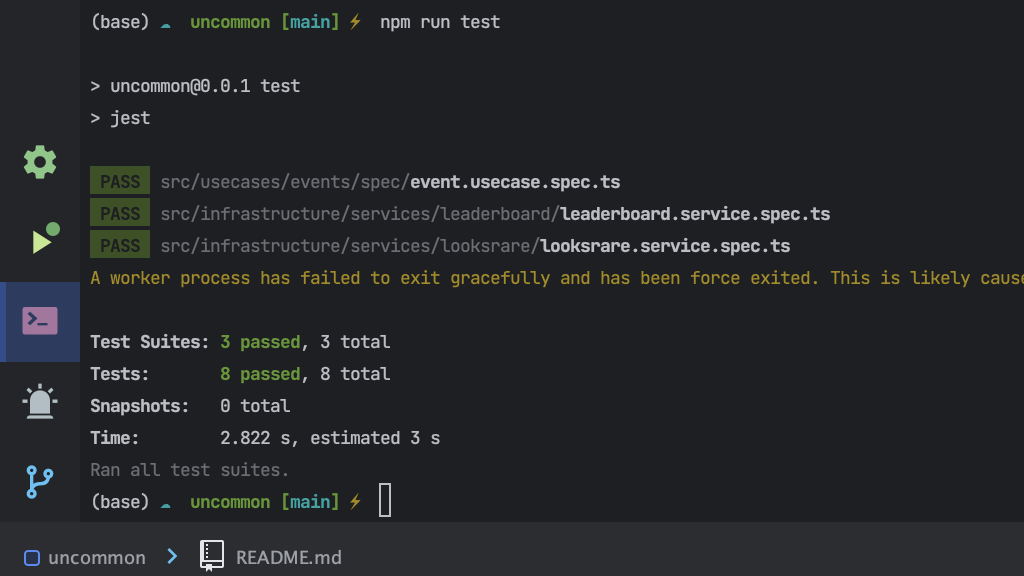 (base) ☁ uncommon [main] ⚡ npm run test
> uncommon@0.0.1 test
> jest
PASS src/usecases/events/spec/event.usecase.spec.ts
PASS src/infrastructure/services/leaderboard/leaderboard.service.spec.ts
PASS src/infrastructure/services/looksrare/looksrare.service.spec.ts
A worker process has failed to exit gracefully and has been force exited. This is likely cause
Test Suites: 3 passed, 3 total
Tests: 8 passed, 8 total
Snapshots: 0 total
Time: 2.822 s, estimated 3 s
Ran all test suites.
(base) ☁ uncommon [main] ⚡
uncommon > README.md